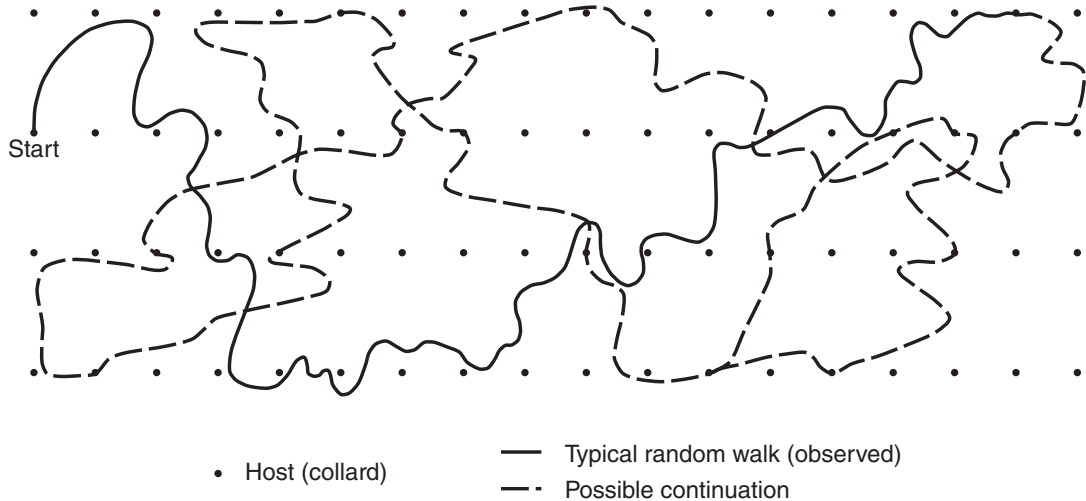 Start
Host (collard)
Typical random walk (observed)
Possible continuation